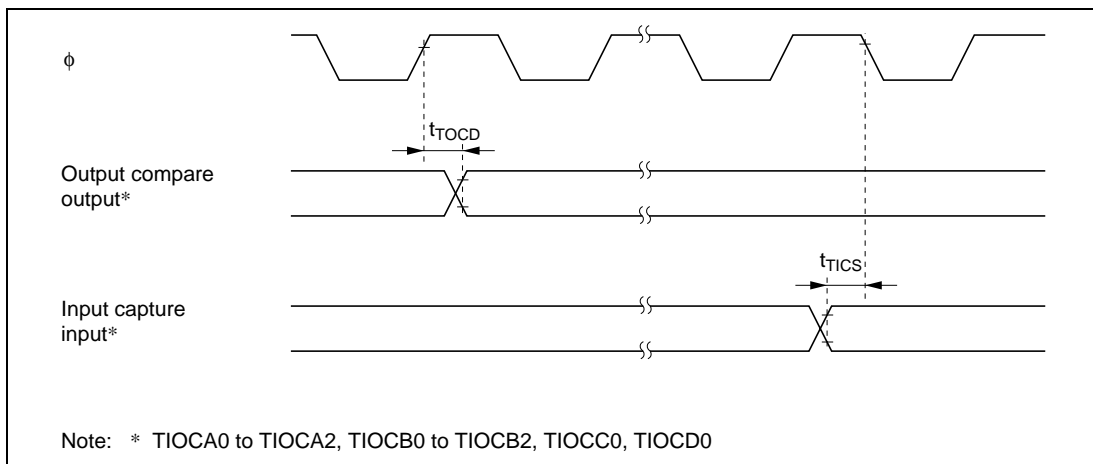 ϕ
tTOCD
Output compare
output*
tTICS
Input capture
input*
Note: * TIOCA0 to TIOCA2, TIOCB0 to TIOCB2, TIOCC0, TIOCD0